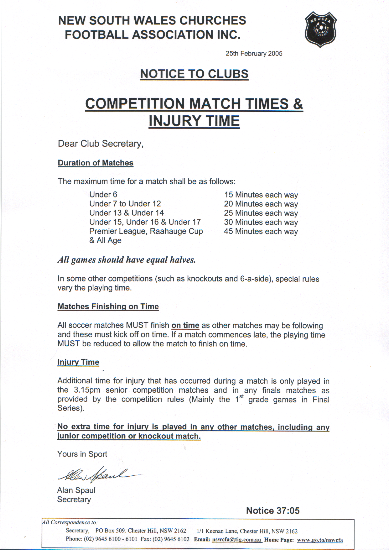 NEW SOUTH WALES CHURCHES
FOOTBALL ASSOCIATION INC.
25th February 2005
NOTICE TO CLUBS
COMPETITION MATCH TIMES &
INJURY TIME
Dear Club Secretary,
Duration of Matches
The maximum time for a match shall be as follows:
Under 6 15 Minutes each way
Under 7 to Under 12 20 Minutes each way
Under 13 & Under 14 25 Minutes each way
Under 15, Under 16 & Under 17 30 Minutes each way
Premier League, Raahauge Cup 45 Minutes each way
& All Age
All games should have equal halves.
In some other competitions (such as knockouts and 6-a-side), special rules
vary the playing time.
Matches Finishing on Time
All soccer matches MUST finish on time as other matches may be following
and these must kick off on time. If a match commences late, the playing time
MUST be reduced to allow the match to finish on time.
Injury Time
Additional time for injury that has occurred during a match is only played in
the 3.15pm senior competition matches and in any finals matches as
provided by the competition rules (Mainly the 1st grade games in Final
Series).
No extra time for injury is played in any other matches, including any
junior competition or knockout match.
Yours in Sport
Alan Spaul
Secretary
Notice 37:05
All Correspondence to
Secretary, PO Box 509, Chester Hill, NSW 2162 1/1 Keenan Lane, Chester Hill, NSW 2162
Phone: (02) 9645 6100 - 6101 Fax: (02) 9645 6102 Email: Home Page: